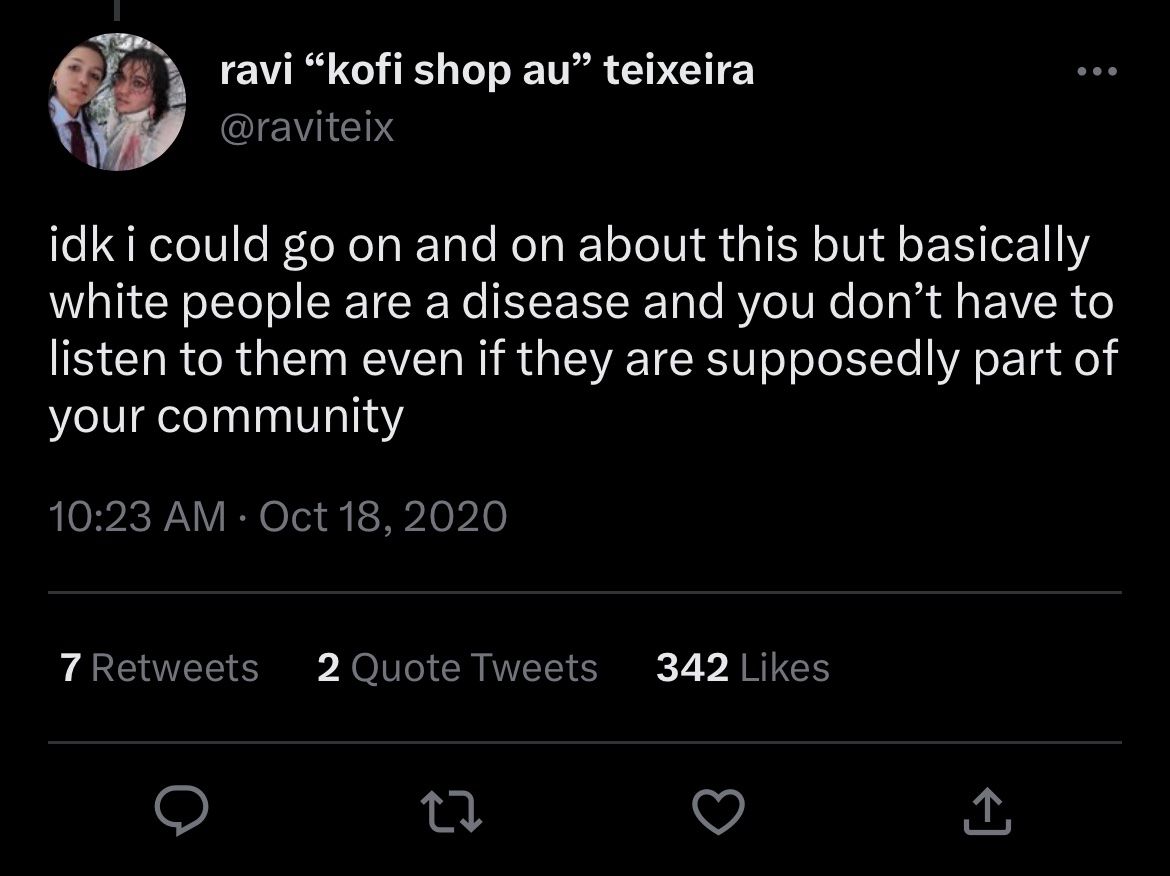 ravi “kofi shop au” teixeira
@raviteix
idk i could go on and on about this but basically
white people are a disease and you don’t have to
listen to them even if they are supposedly part of
your community
10:23 AM · Oct 18, 2020
7 Retweets 2 Quote Tweets 342 Likes